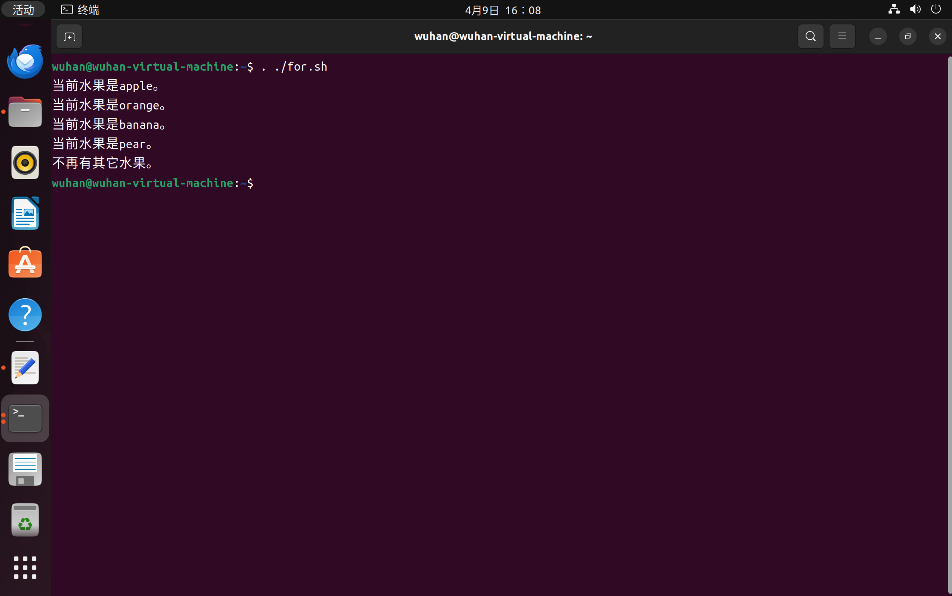 活动
终端
4月9日 16：08
wuhan@wuhan-virtual-machine: ~
wuhan@wuhan-virtual-machine:~$ . ./for.sh
当前水果是apple。
当前水果是orange。
当前水果是banana。
当前水果是pear。
不再有其它水果。
wuhan@wuhan-virtual-machine:~$